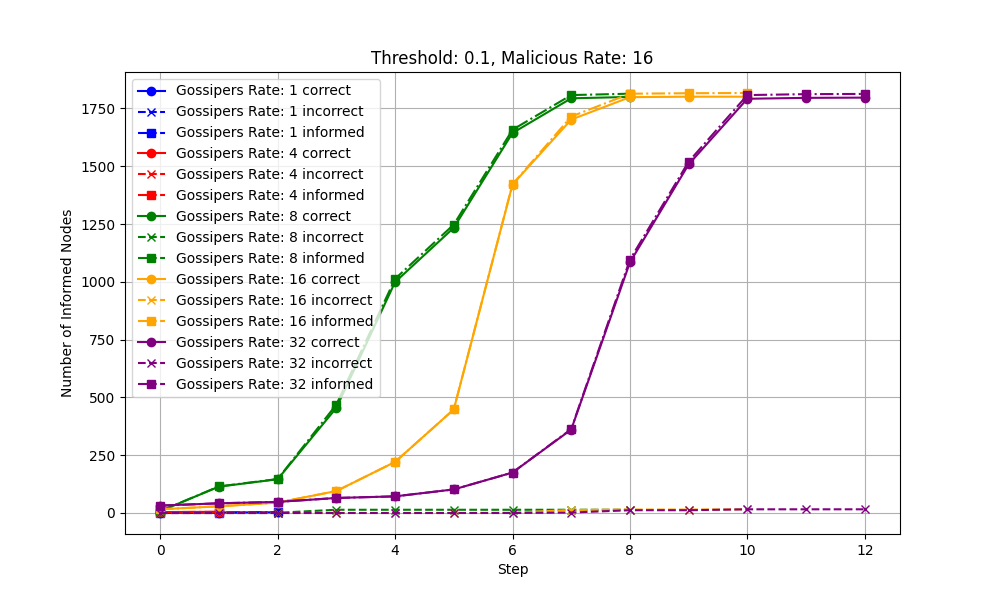 Threshold: 0.1, Malicious Rate: 16
Gossipers Rate: 1 correct
Gossipers Rate: 1 incorrect
Gossipers Rate: 1 informed
Gossipers Rate: 4 correct
Gossipers Rate: 4 incorrect
Gossipers Rate: 4 informed
Gossipers Rate: 8 correct
Gossipers Rate: 8 incorrect
Gossipers Rate: 8 informed
Gossipers Rate: 16 correct
Gossipers Rate: 16 incorrect
Gossipers Rate: 16 informed
Gossipers Rate: 32 correct
Gossipers Rate: 32 incorrect
Gossipers Rate: 32 informed
Number of Informed Nodes
1750
1500
1250
1000
750
500
250
0
0 2 4 6 8 10 12
Step